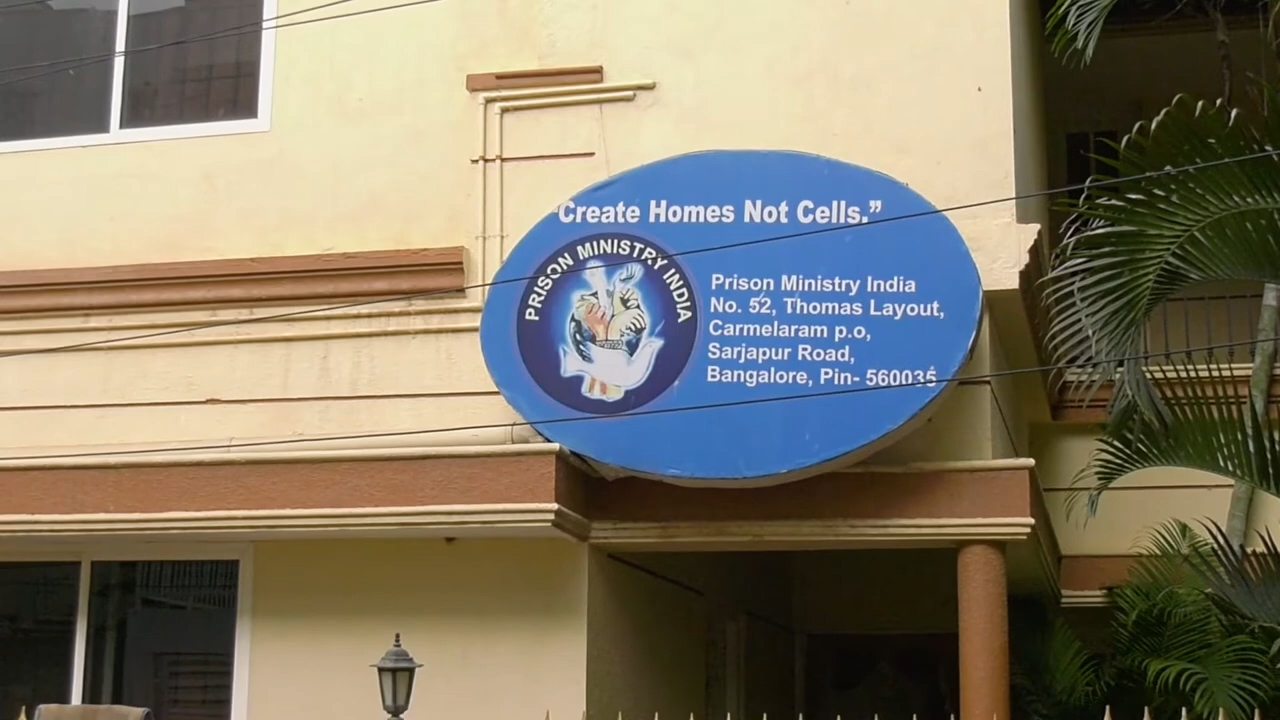 "Create Homes Not Cells."
PRISON MINISTRY INDIA
Prison Ministry India
No. 52, Thomas Layout,
Carmelaram p.o,
Sarjapur Road,
Bangalore, Pin- 560035